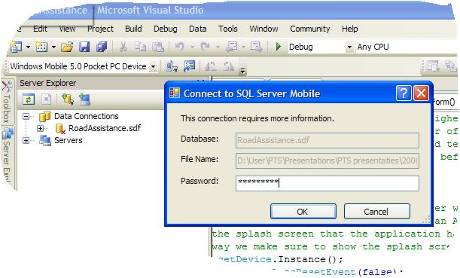 Assistance - Microsoft Visual Studio
Edit View Project Build Debug Data Tools Window PTS Community Help
Debug Any CPU
Windows Mobile 5.0 Pocket PC Device
Server Explorer
Toolbox
Server Ex
Data Connections
RoadAssistance.sdf
Servers
Connect to SQL Server Mobile
This connection requires more information.
Database: RoadAssistance.sdf
File Name: D:\User\PTS\Presentations\PTS presentaties\200
Password: *********
OK Cancel
Form()
ighe
r of
d te
bef
er w
an A
the splash screen that the application ha
way we make sure to show the splash scr
etDevice.Instance();
ResetEvent(false);